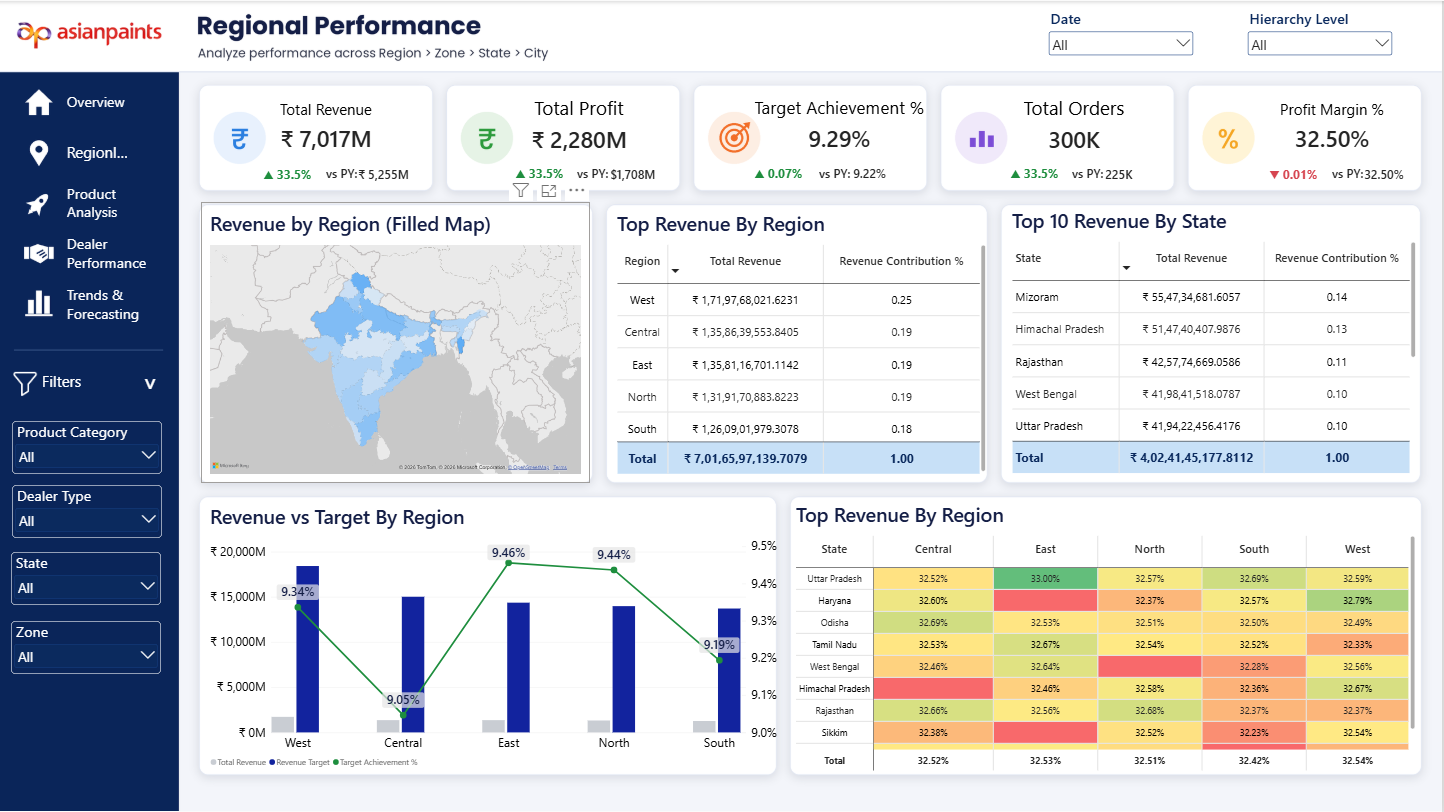 asianpaints
Regional Performance
Analyze performance across Region > Zone > State > City
Date
All
Hierarchy Level
All
Overview
Regionl...
Product
Analysis
Dealer
Performance
Trends &
Forecasting
Filters
v
Product Category
All
Dealer Type
All
State
All
Zone
All
Total Revenue
₹ 7,017M
▲ 33.5% vs PY:₹ 5,255M
Total Profit
₹ 2,280M
▲ 33.5% vs PY: $1,708M
Target Achievement %
9.29%
▲ 0.07% vs PY: 9.22%
Total Orders
300K
▲ 33.5% vs PY: 225K
%
Profit Margin %
32.50%
▼ 0.01% vs PY:32.50%
Revenue by Region (Filled Map)
Microsoft Bing
© 2026 TomTom, © 2026 Microsoft Corporation, © OpenStreetMap Terms
Top Revenue By Region
Region Total Revenue Revenue Contribution %
West ₹ 1,71,97,68,021.6231 0.25
Central ₹ 1,35,86,39,553.8405 0.19
East ₹ 1,35,81,16,701.1142 0.19
North ₹ 1,31,91,70,883.8223 0.19
South ₹ 1,26,09,01,979.3078 0.18
Total ₹ 7,01,65,97,139.7079 1.00
Top 10 Revenue By State
State Total Revenue Revenue Contribution %
Mizoram ₹ 55,47,34,681.6057 0.14
Himachal Pradesh ₹ 51,47,40,407.9876 0.13
Rajasthan ₹ 42,57,74,669.0586 0.11
West Bengal ₹ 41,98,41,518.0787 0.10
Uttar Pradesh ₹ 41,94,22,456.4176 0.10
Total ₹ 4,02,41,45,177.8112 1.00
Revenue vs Target By Region
₹ 20,000M
₹ 15,000M
₹ 10,000M
₹ 5,000M
₹ 0M
9.34%
9.05%
9.46%
9.44%
9.19%
9.5%
9.4%
9.3%
9.2%
9.1%
9.0%
West Central East North South
Total Revenue Revenue Target Target Achievement %
Top Revenue By Region
State Central East North South West
Uttar Pradesh 32.52% 33.00% 32.57% 32.69% 32.59%
Haryana 32.60% 32.37% 32.57% 32.79%
Odisha 32.69% 32.53% 32.51% 32.50% 32.49%
Tamil Nadu 32.53% 32.67% 32.54% 32.52% 32.33%
West Bengal 32.46% 32.64% 32.28% 32.56%
Himachal Pradesh 32.46% 32.58% 32.36% 32.67%
Rajasthan 32.66% 32.56% 32.68% 32.37% 32.37%
Sikkim 32.38% 32.52% 32.23% 32.54%
Total 32.52% 32.53% 32.51% 32.42% 32.54%